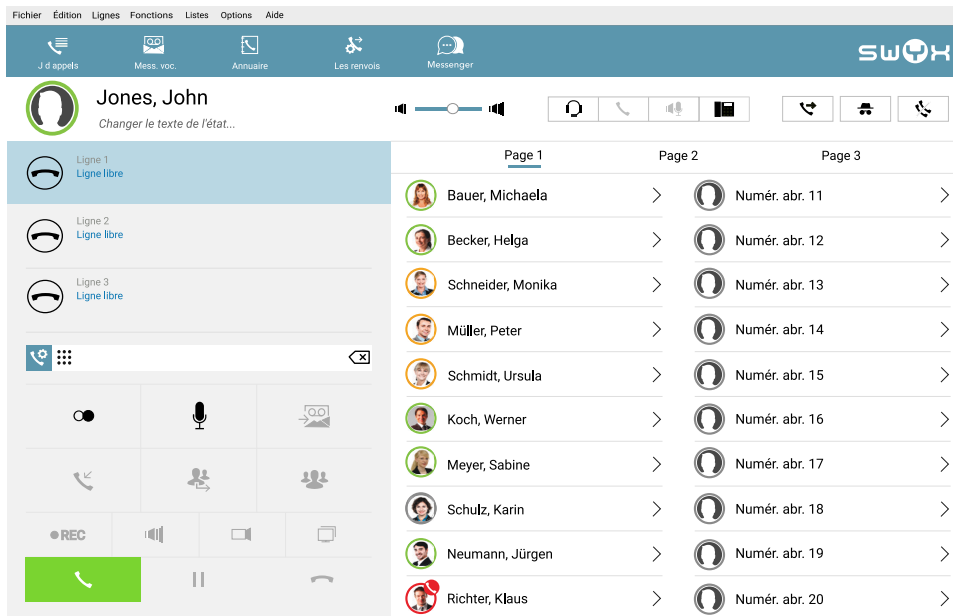 Fichier Édition Lignes Fonctions Listes Options Aide
J d appels Mess. voc. Annuaire Les renvois Messenger
swyx
Jones, John
Changer le texte de l'état...
Ligne 1
Ligne libre
Ligne 2
Ligne libre
Ligne 3
Ligne libre
REC
Page 1 Page 2 Page 3
Bauer, Michaela Numér. abr. 11
Becker, Helga Numér. abr. 12
Schneider, Monika Numér. abr. 13
Müller, Peter Numér. abr. 14
Schmidt, Ursula Numér. abr. 15
Koch, Werner Numér. abr. 16
Meyer, Sabine Numér. abr. 17
Schulz, Karin Numér. abr. 18
Neumann, Jürgen Numér. abr. 19
Richter, Klaus Numér. abr. 20